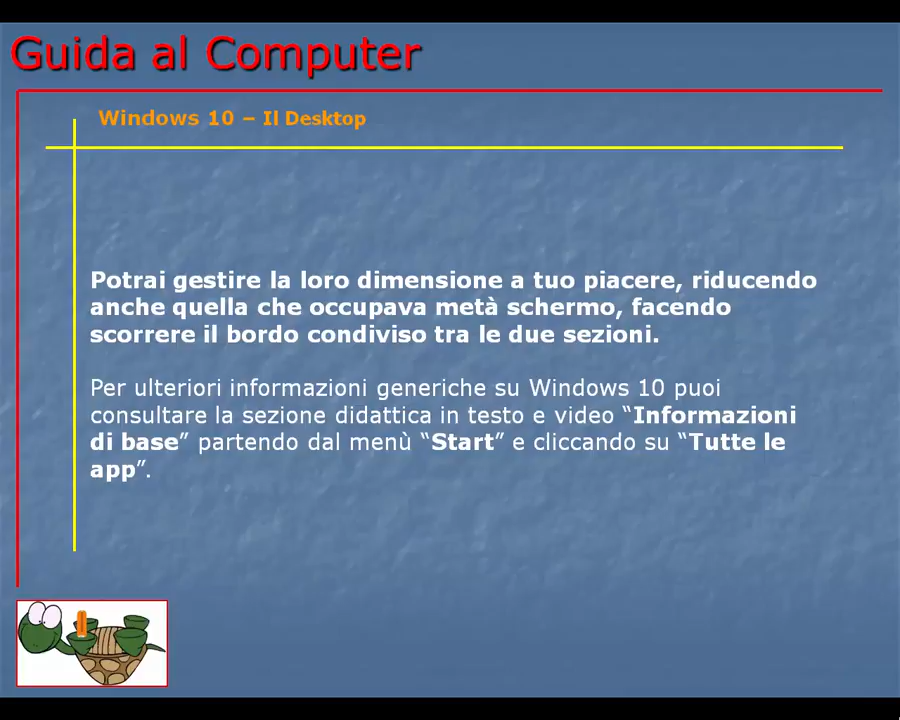 Guida al Computer
Windows 10 – Il Desktop
Potrai gestire la loro dimensione a tuo piacere, riducendo
anche quella che occupava metà schermo, facendo
scorrere il bordo condiviso tra le due sezioni.
Per ulteriori informazioni generiche su Windows 10 puoi
consultare la sezione didattica in testo e video “Informazioni
di base” partendo dal menù “Start” e cliccando su “Tutte le
app”.